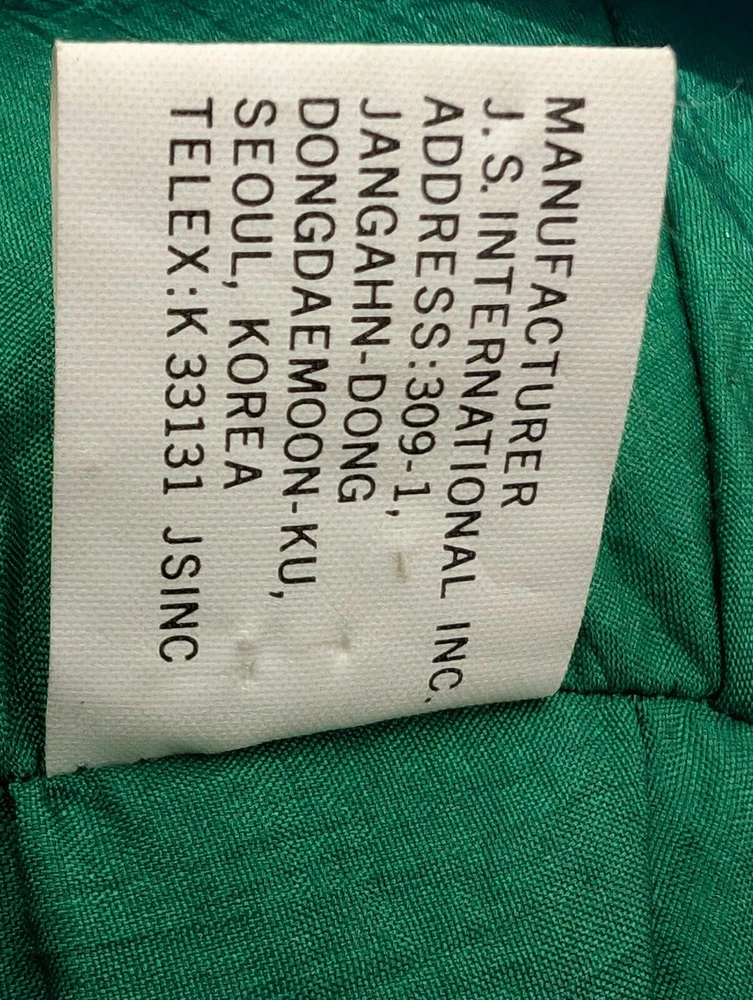 MANUFACTURER
J. S. INTERNATIONAL INC.
ADDRESS:309-1,
JANGAHN-DONG
DONGDAEMOON-KU,
SEOUL, KOREA
TELEX:K 33131 JSINC